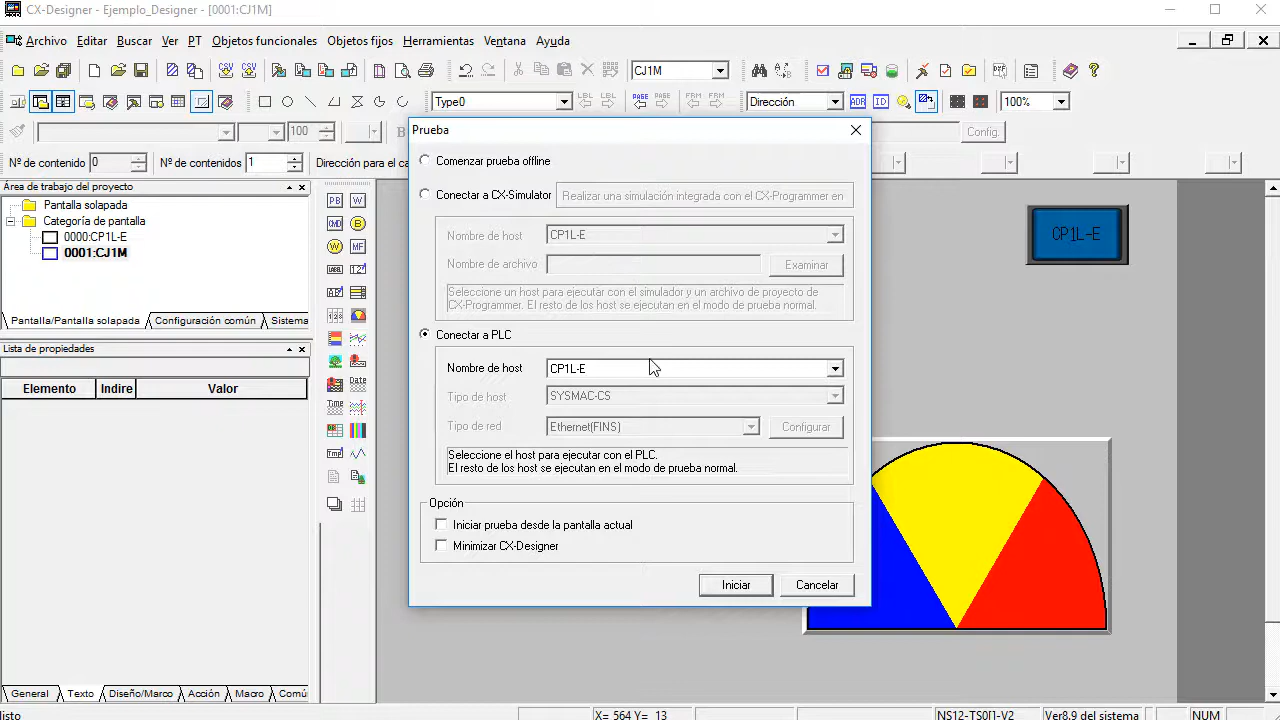 CX-Designer - Ejemplo_Designer - [0001:CJ1M]
Archivo Editar Buscar Ver PT Objetos funcionales Objetos fijos Herramientas Ventana Ayuda
CJ1M
Type0 Dirección 100%
100 B Config.
Nº de contenido 0 Nº de contenidos 1 Dirección para el ca
Área de trabajo del proyecto
Pantalla solapada
Categoría de pantalla
0000:CP1L-E
0001:CJ1M
Pantalla/Pantalla solapada Configuración común Sistema
Lista de propiedades
Elemento Indire Valor
General Texto Diseño/Marco Acción Macro Comú
listo
Prueba
Comenzar prueba offline
Conectar a CX-Simulator Realizar una simulación integrada con el CX-Programmer en
Nombre de host CP1L-E
Nombre de archivo Examinar
Seleccione un host para ejecutar con el simulador y un archivo de proyecto de
CX-Programmer. El resto de los host se ejecutan en el modo de prueba normal.
Conectar a PLC
Nombre de host CP1L-E
Tipo de host SYSMAC-CS
Tipo de red Ethernet(FINS) Configurar
Seleccione el host para ejecutar con el PLC.
El resto de los host se ejecutan en el modo de prueba normal.
Opción
Iniciar prueba desde la pantalla actual
Minimizar CX-Designer
Iniciar Cancelar
CP1L-E
X= 564 Y= 13 NS12-TS0[]-V2 Ver8.9 del sistema NUM